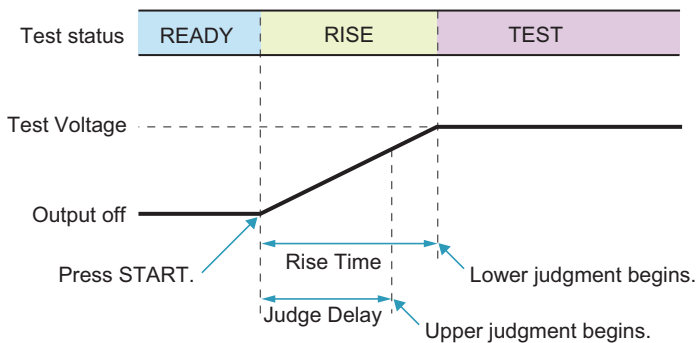 Test status READY RISE TEST
Test Voltage
Output off
Press START.
Rise Time
Lower judgment begins.
Judge Delay
Upper judgment begins.